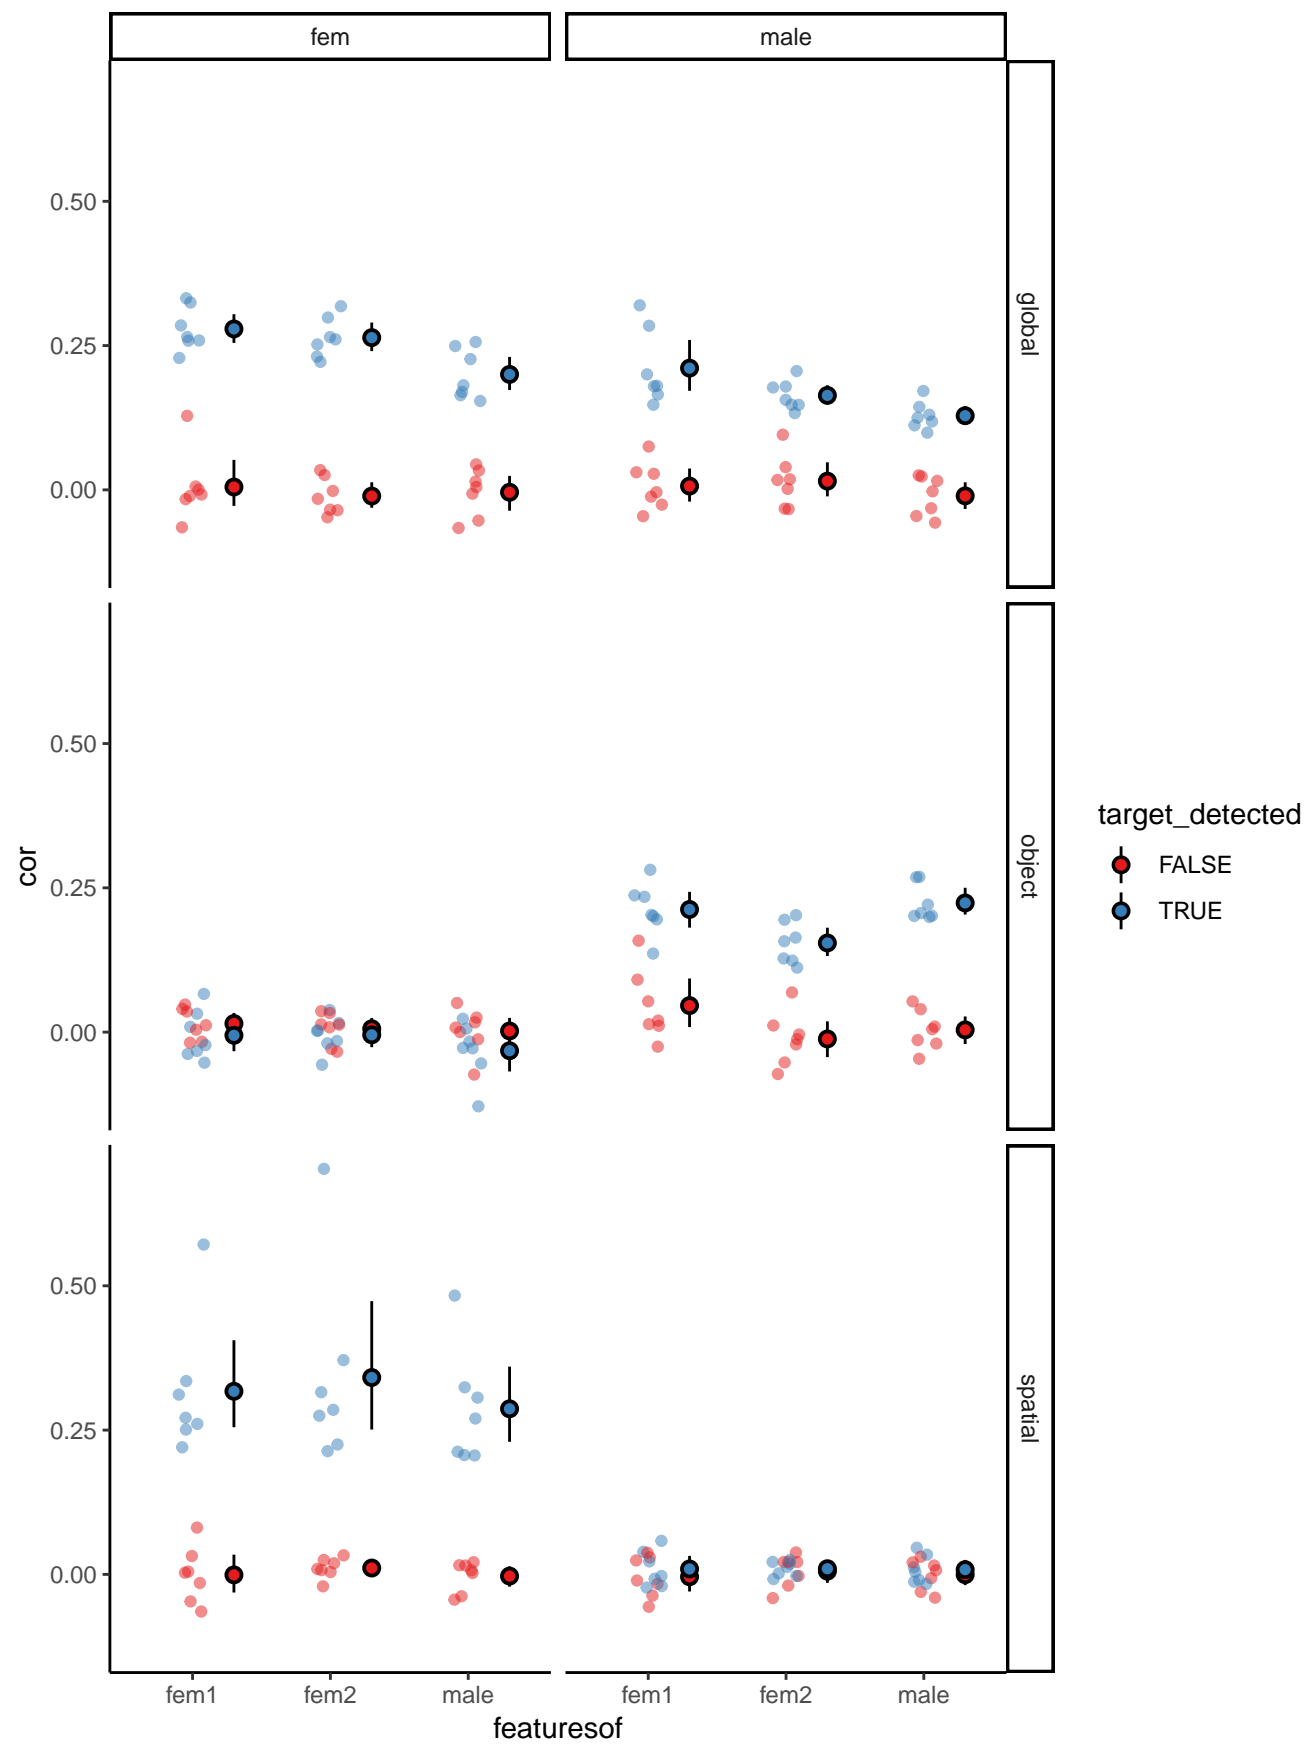 fem
male
global
0.50
0.25
0.00
object
0.50
0.25
0.00
spatial
0.50
0.25
0.00
cor
fem1
fem2
male
fem1
fem2
male
featuresof
target_detected
FALSE
TRUE